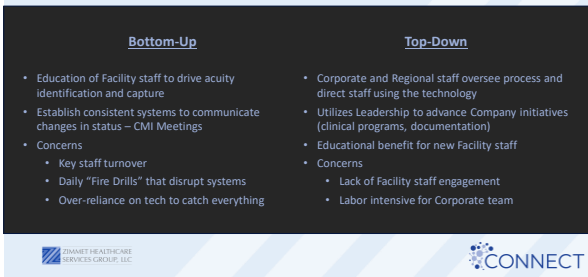 Bottom-Up
• Education of Facility staff to drive acuity
identification and capture
• Establish consistent systems to communicate
changes in status – CMI Meetings
• Concerns
• Key staff turnover
• Daily “Fire Drills” that disrupt systems
• Over-reliance on tech to catch everything
Top-Down
• Corporate and Regional staff oversee process and
direct staff using the technology
• Utilizes Leadership to advance Company initiatives
(clinical programs, documentation)
• Educational benefit for new Facility staff
• Concerns
• Lack of Facility staff engagement
• Labor intensive for Corporate team
ZIMMET HEALTHCARE
SERVICES GROUP, LLC
CONNECT